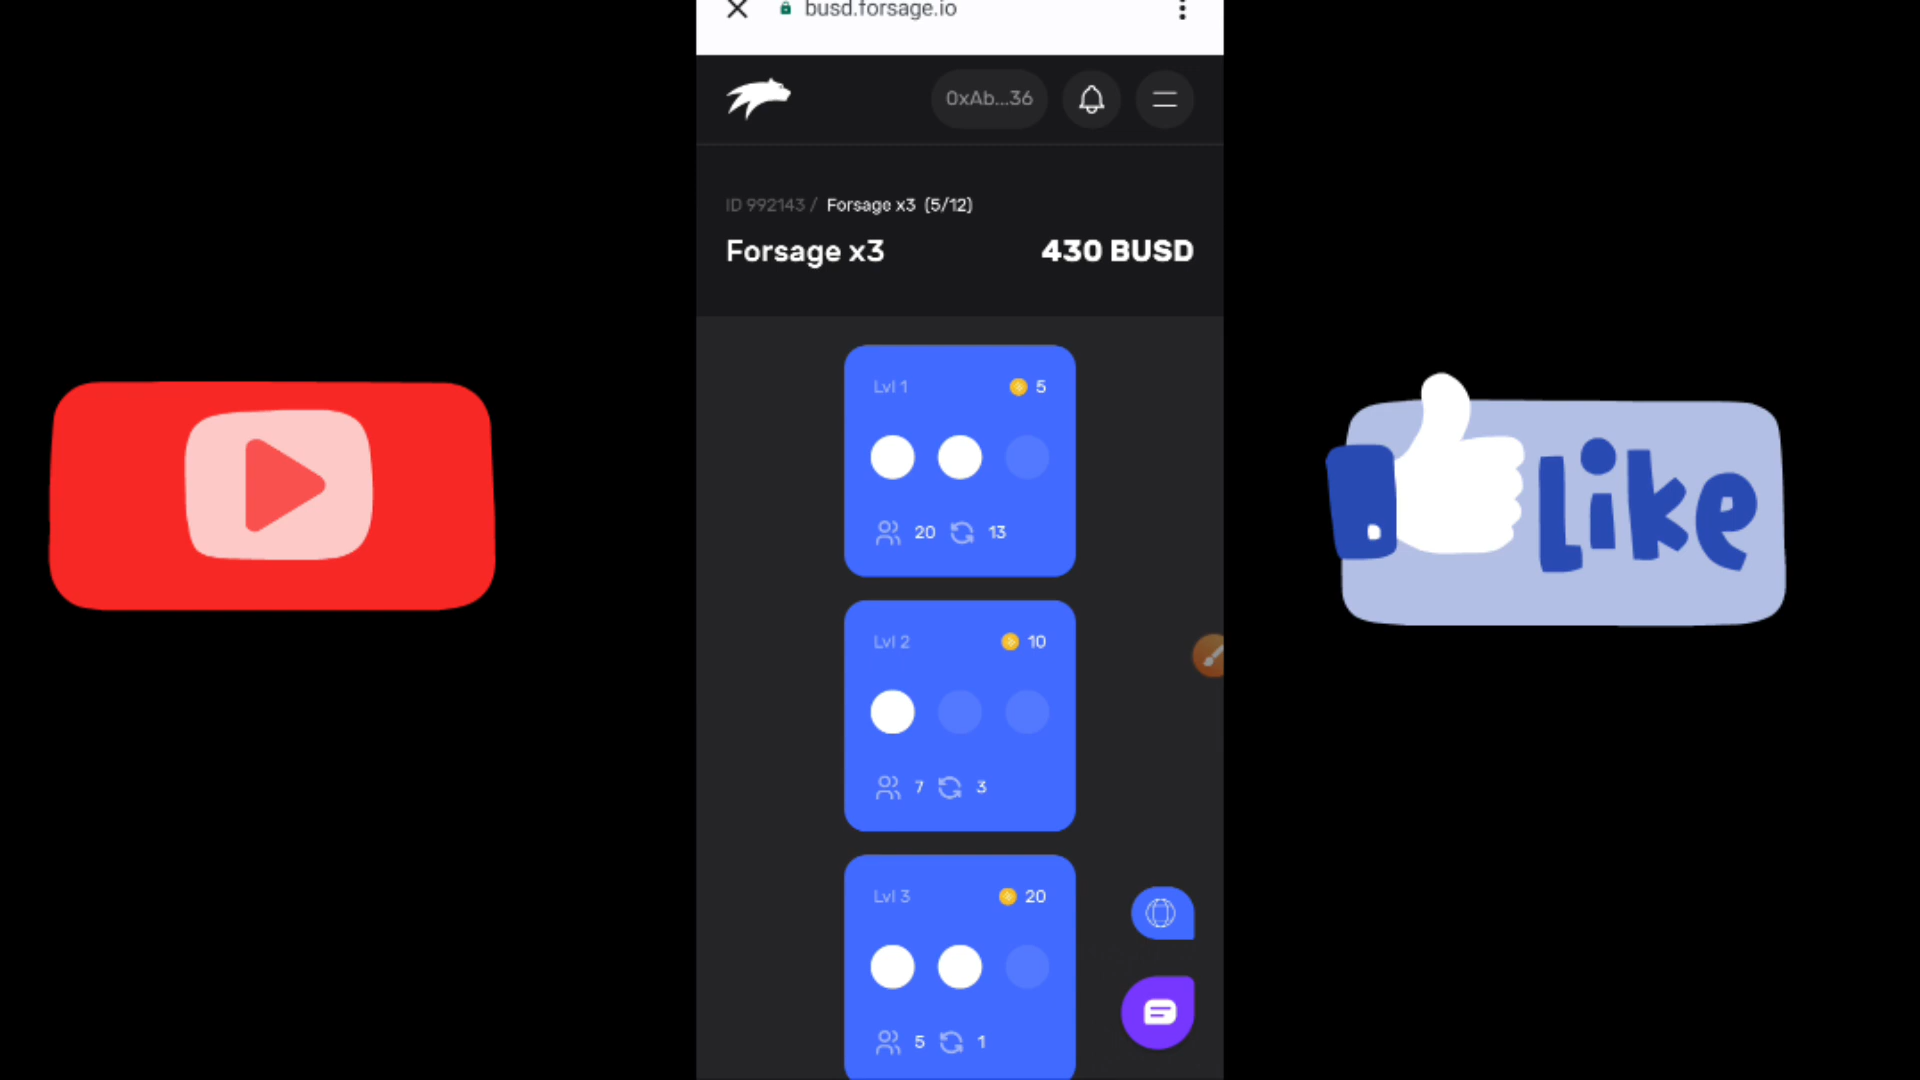 busd.forsage.io
0xAb...36
ID 992143 / Forsage x3 (5/12)
Forsage x3 430 BUSD
Lvl 1 5
20 13
Lvl 2 10
7 3
Lvl 3 20
5 1
Like